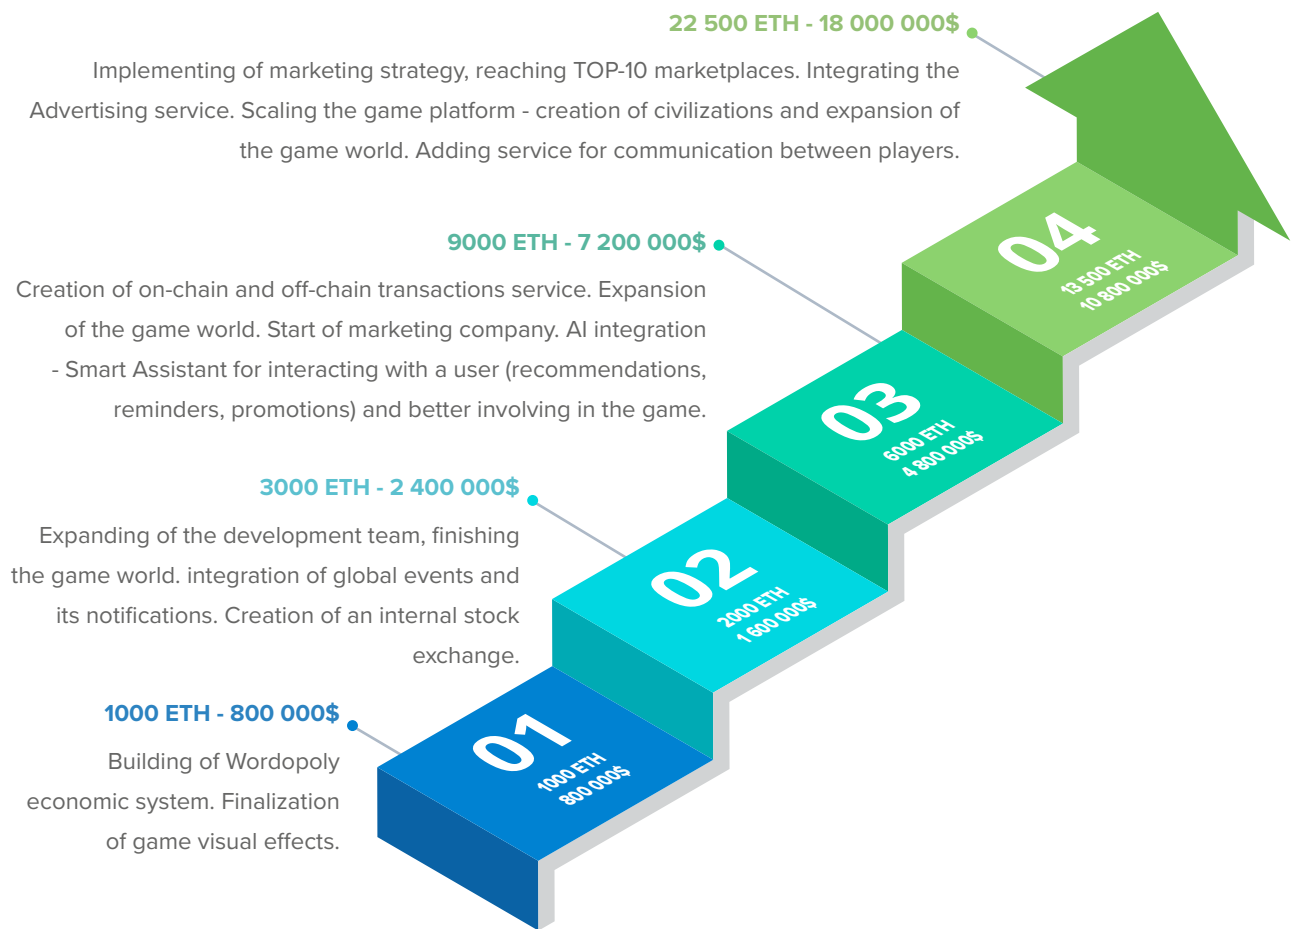 22 500 ETH - 18 000 000$
Implementing of marketing strategy, reaching TOP-10 marketplaces. Integrating the
Advertising service. Scaling the game platform - creation of civilizations and expansion of
the game world. Adding service for communication between players.
04
13 500 ETH
10 800 000$
9000 ETH - 7 200 000$
Creation of on-chain and off-chain transactions service. Expansion
of the game world. Start of marketing company. AI integration
- Smart Assistant for interacting with a user (recommendations,
reminders, promotions) and better involving in the game.
03
6000 ETH
4 800 000$
3000 ETH - 2 400 000$
Expanding of the development team, finishing
the game world. integration of global events and
its notifications. Creation of an internal stock
exchange.
02
2000 ETH
1 600 000$
1000 ETH - 800 000$
Building of Wordopoly
economic system. Finalization
of game visual effects.
01
1000 ETH
800 000$